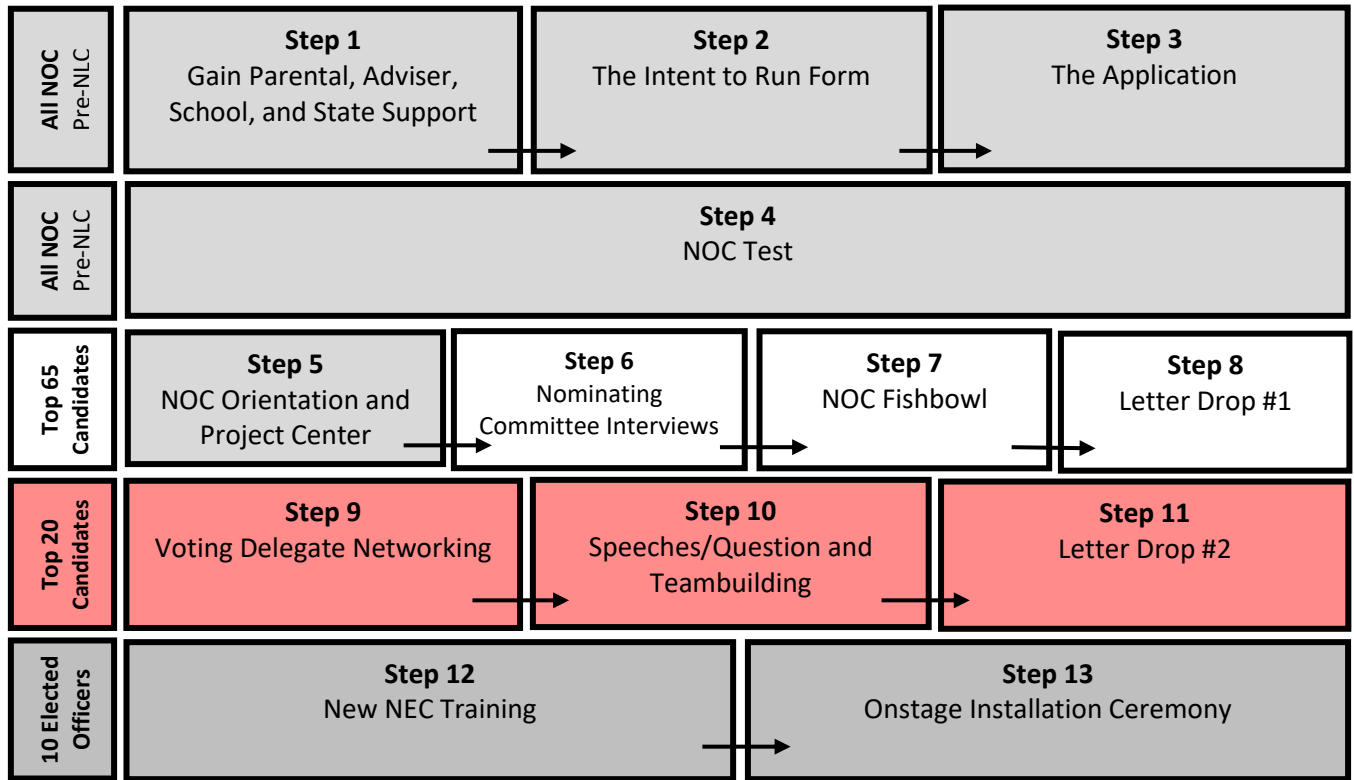 All NOC
Pre-NLC
Step 1
Gain Parental, Adviser,
School, and State Support
Step 2
The Intent to Run Form
Step 3
The Application
All NOC
Pre-NLC
Step 4
NOC Test
Top 65
Candidates
Step 5
NOC Orientation and
Project Center
Step 6
Nominating
Committee Interviews
Step 7
NOC Fishbowl
Step 8
Letter Drop #1
Top 20
Candidates
Step 9
Voting Delegate Networking
Step 10
Speeches/Question and
Teambuilding
Step 11
Letter Drop #2
10 Elected
Officers
Step 12
New NEC Training
Step 13
Onstage Installation Ceremony